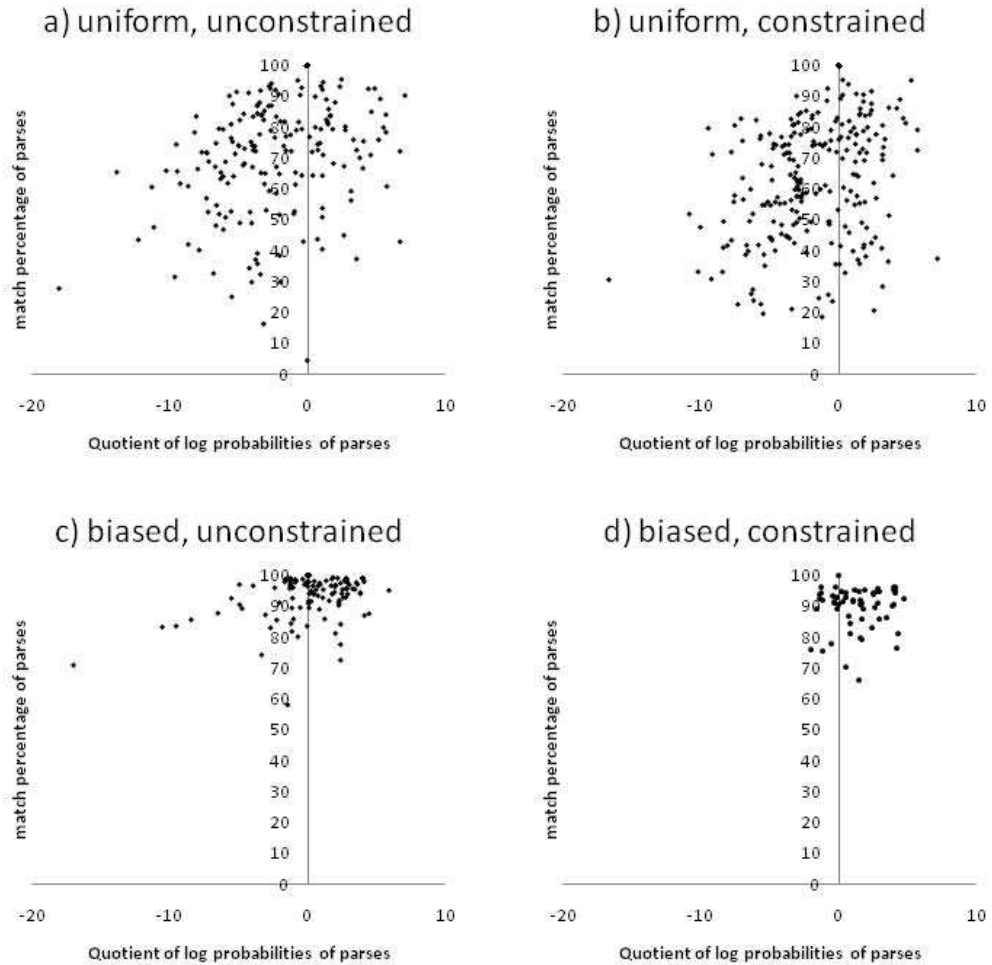 a) uniform, unconstrained
match percentage of parses
100
90
80
70
60
50
40
30
20
10
0
-20 -10 0 10
Quotient of log probabilities of parses
b) uniform, constrained
match percentage of parses
100
90
80
70
60
50
40
30
20
10
0
-20 -10 0 10
Quotient of log probabilities of parses
c) biased, unconstrained
match percentage of parses
100
90
80
70
60
50
40
30
20
10
0
-20 -10 0 10
Quotient of log probabilities of parses
d) biased, constrained
match percentage of parses
100
90
80
70
60
50
40
30
20
10
0
-20 -10 0 10
Quotient of log probabilities of parses